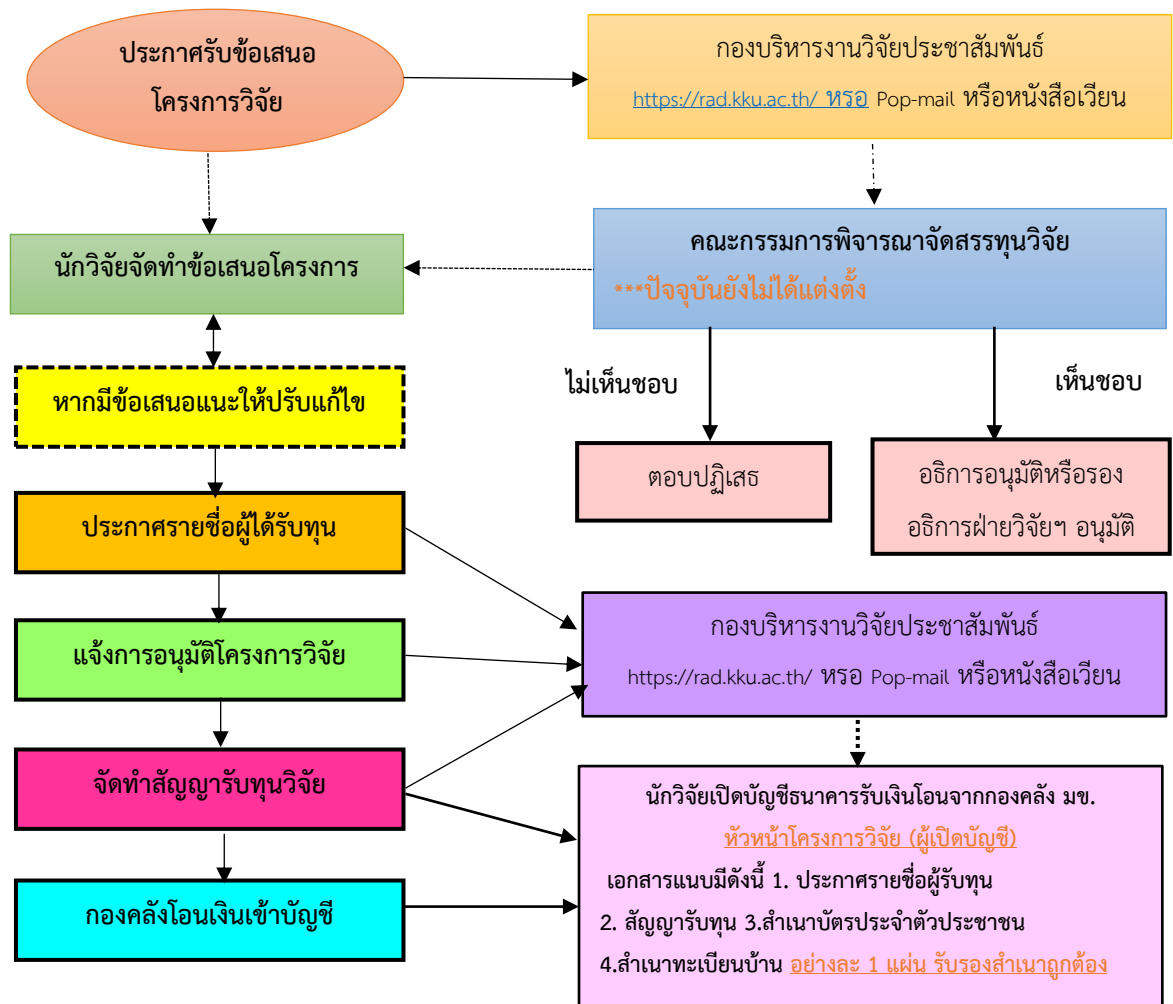 ประกาศรับข้อเสนอ
โครงการวิจัย
กองบริหารงานวิจัยประชาสัมพันธ์
https://rad.kku.ac.th/ หรอ Pop-mail หรือหนังสือเวียน
นักวิจัยจัดทำข้อเสนอโครงการ
คณะกรรมการพิจารณาจัดสรรทุนวิจัย
***ปัจจุบันยังไม่ได้แต่งตั้ง
หากมีข้อเสนอแนะให้ปรับแก้ไข
ไม่เห็นชอบ
เห็นชอบ
ตอบปฏิเสธ
อธิการอนุมัติหรือรอง
อธิการฝ่ายวิจัยฯ อนุมัติ
ประกาศรายชื่อผู้ได้รับทุน
แจ้งการอนุมัติโครงการวิจัย
กองบริหารงานวิจัยประชาสัมพันธ์
https://rad.kku.ac.th/ หรอ Pop-mail หรือหนังสือเวียน
จัดทำสัญญารับทุนวิจัย
กองคลังโอนเงินเข้าบัญชี
นักวิจัยเปิดบัญชีธนาคารรับเงินโอนจากกองคลัง มข.
หัวหน้าโครงการวิจัย (ผู้เปิดบัญชี)
เอกสารแนบมีดังนี้ 1. ประกาศรายชื่อผู้รับทุน
2. สัญญารับทุน 3.สำเนาบัตรประจำตัวประชาชน
4.สำเนาทะเบียนบ้าน อย่างละ 1 แผ่น รับรองสำเนาถูกต้อง